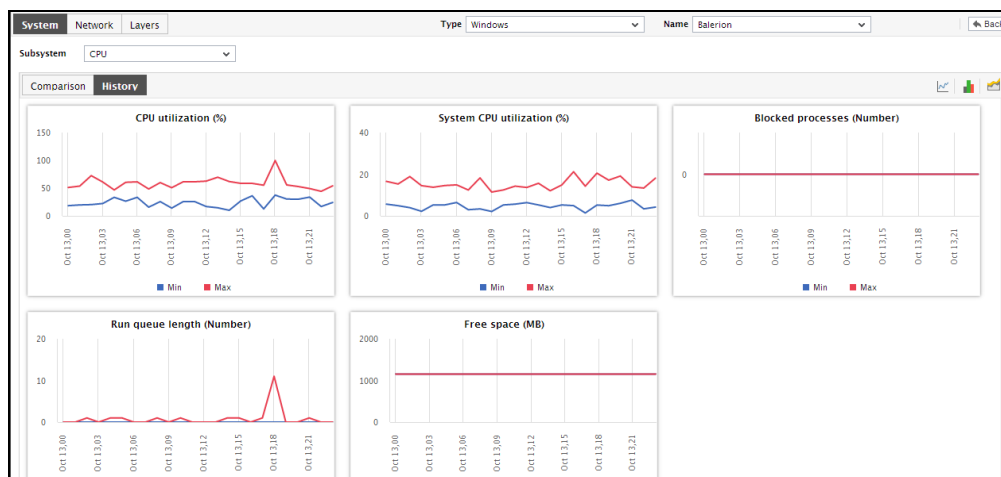 System Network Layers Type Windows Name Balerion Back
Subsystem CPU
Comparison History
CPU utilization (%)
150
100
50
0
Oct 13,00 Oct 13,03 Oct 13,06 Oct 13,09 Oct 13,12 Oct 13,15 Oct 13,18 Oct 13,21
Min Max
System CPU utilization (%)
40
20
0
Oct 13,00 Oct 13,03 Oct 13,06 Oct 13,09 Oct 13,12 Oct 13,15 Oct 13,18 Oct 13,21
Min Max
Blocked processes (Number)
0
Oct 13,00 Oct 13,03 Oct 13,06 Oct 13,09 Oct 13,12 Oct 13,15 Oct 13,18 Oct 13,21
Min Max
Run queue length (Number)
20
10
0
Oct 13,00 Oct 13,03 Oct 13,06 Oct 13,09 Oct 13,12 Oct 13,15 Oct 13,18 Oct 13,21
Free space (MB)
2000
1000
0
Oct 13,00 Oct 13,03 Oct 13,06 Oct 13,09 Oct 13,12 Oct 13,15 Oct 13,18 Oct 13,21